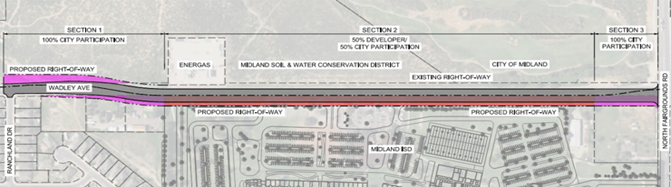 SECTION 1
100% CITY PARTICIPATION
SECTION 2
50% DEVELOPER/
50% CITY PARTICIPATION
SECTION 3
100% CITY
PARTICIPATION
ENERGAS
MIDLAND SOIL & WATER CONSERVATION DISTRICT
CITY OF MIDLAND
PROPOSED RIGHT-OF-WAY
EXISTING RIGHT-OF-WAY
WADLEY AVE
PROPOSED RIGHT-OF-WAY
PROPOSED RIGHT-OF-WAY
MIDLAND ISD
RANCHLAND DR
NORTH FAIRGROUNDS RD